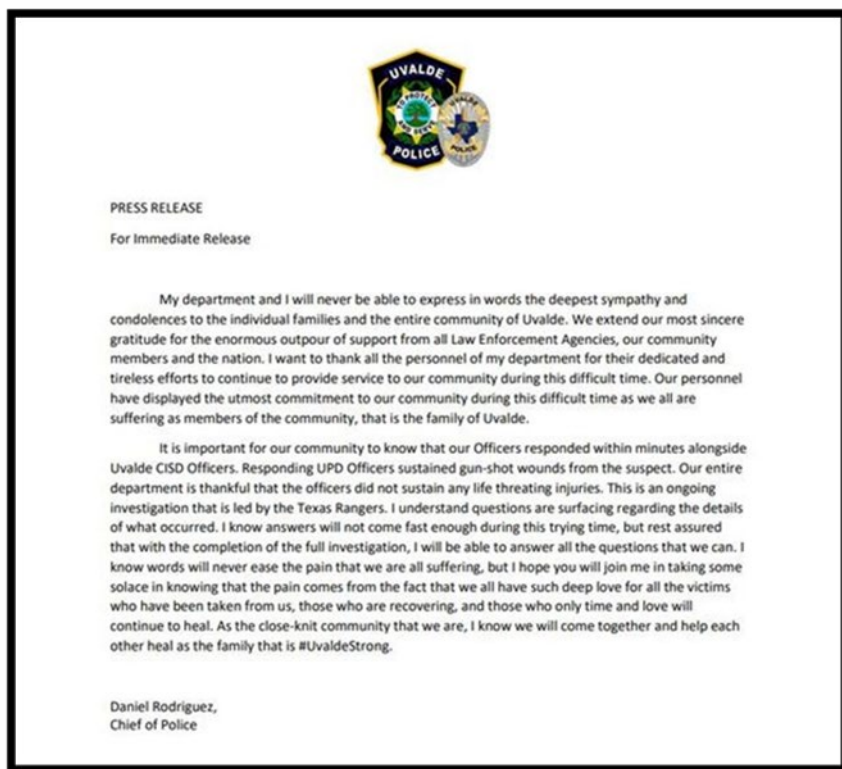 UVALDE
TO PROTECT
AND SERVE
POLICE
UVALDE
POLICE
PRESS RELEASE
For Immediate Release
My department and I will never be able to express in words the deepest sympathy and
condolences to the individual families and the entire community of Uvalde. We extend our most sincere
gratitude for the enormous outpour of support from all Law Enforcement Agencies, our community
members and the nation. I want to thank all the personnel of my department for their dedicated and
tireless efforts to continue to provide service to our community during this difficult time. Our personnel
have displayed the utmost commitment to our community during this difficult time as we all are
suffering as members of the community, that is the family of Uvalde.
It is important for our community to know that our Officers responded within minutes alongside
Uvalde CISD Officers. Responding UPD Officers sustained gun-shot wounds from the suspect. Our entire
department is thankful that the officers did not sustain any life threating injuries. This is an ongoing
investigation that is led by the Texas Rangers. I understand questions are surfacing regarding the details
of what occurred. I know answers will not come fast enough during this trying time, but rest assured
that with the completion of the full investigation, I will be able to answer all the questions that we can. I
know words will never ease the pain that we are all suffering, but I hope you will join me in taking some
solace in knowing that the pain comes from the fact that we all have such deep love for all the victims
who have been taken from us, those who are recovering, and those who only time and love will
continue to heal. As the close-knit community that we are, I know we will come together and help each
other heal as the family that is #UvaldeStrong.
Daniel Rodriguez,
Chief of Police